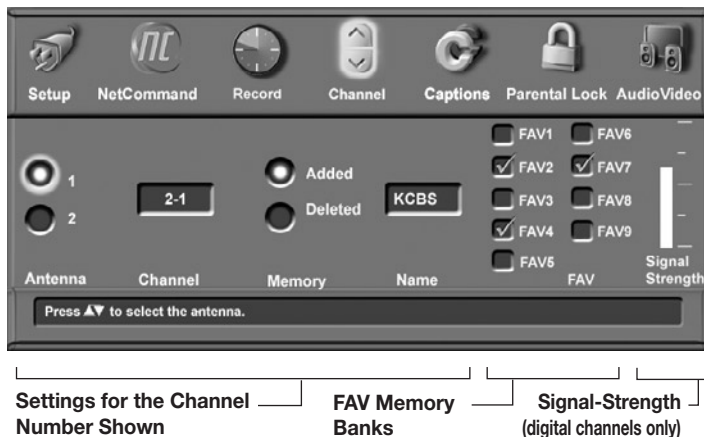 nc
Setup NetCommand Record Channel Captions Parental Lock AudioVideo
1
2
Antenna
2-1
Channel
Added
Deleted
Memory
KCBS
Name
FAV1 FAV6
FAV2 FAV7
FAV3 FAV8
FAV4 FAV9
FAV5
FAV
Signal
Strength
Press ▲▼ to select the antenna.
Settings for the Channel
Number Shown
FAV Memory
Banks
Signal-Strength
(digital channels only)